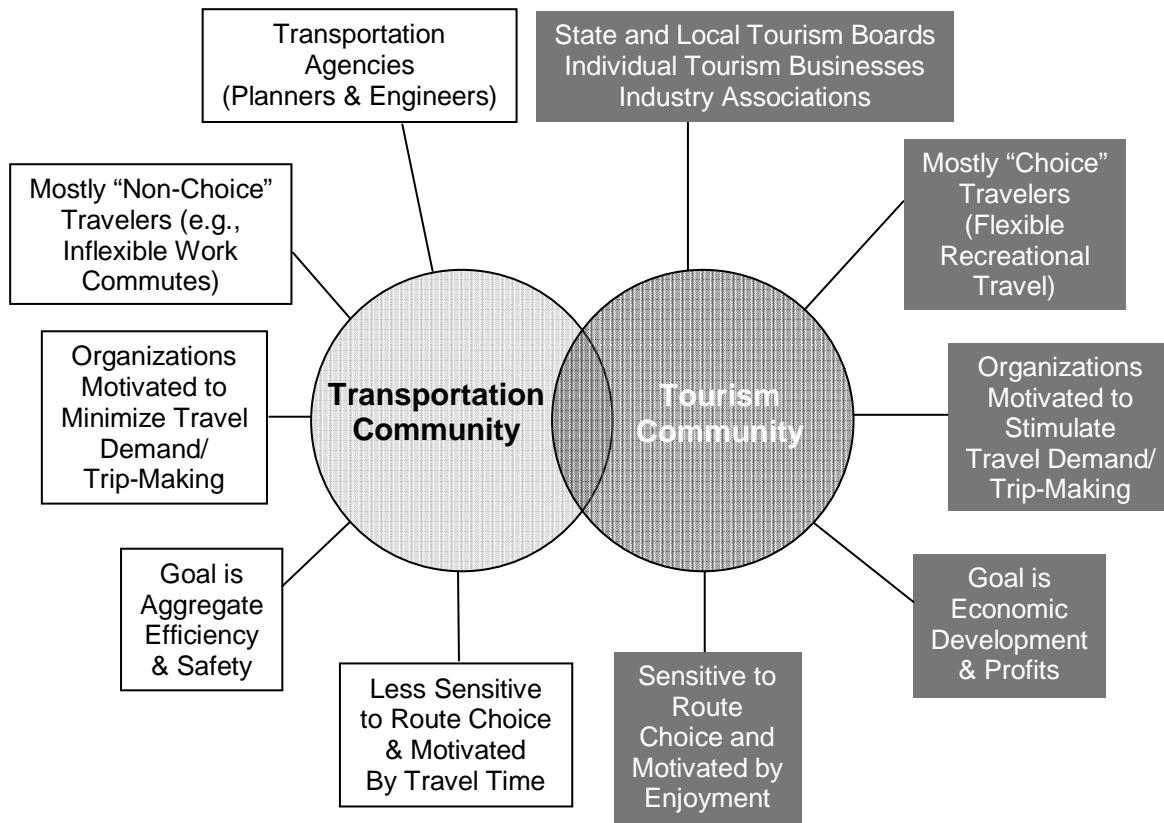 Transportation
Agencies
(Planners & Engineers)
State and Local Tourism Boards
Individual Tourism Businesses
Industry Associations
Mostly “Non-Choice”
Travelers (e.g.,
Inflexible Work
Commutes)
Mostly “Choice”
Travelers
(Flexible
Recreational
Travel)
Organizations
Motivated to
Minimize Travel
Demand/
Trip-Making
Transportation
Community
Tourism
Community
Organizations
Motivated to
Stimulate
Travel Demand/
Trip-Making
Goal is
Aggregate
Efficiency
& Safety
Less Sensitive
to Route Choice
& Motivated
By Travel Time
Sensitive to
Route
Choice and
Motivated by
Enjoyment
Goal is
Economic
Development
& Profits